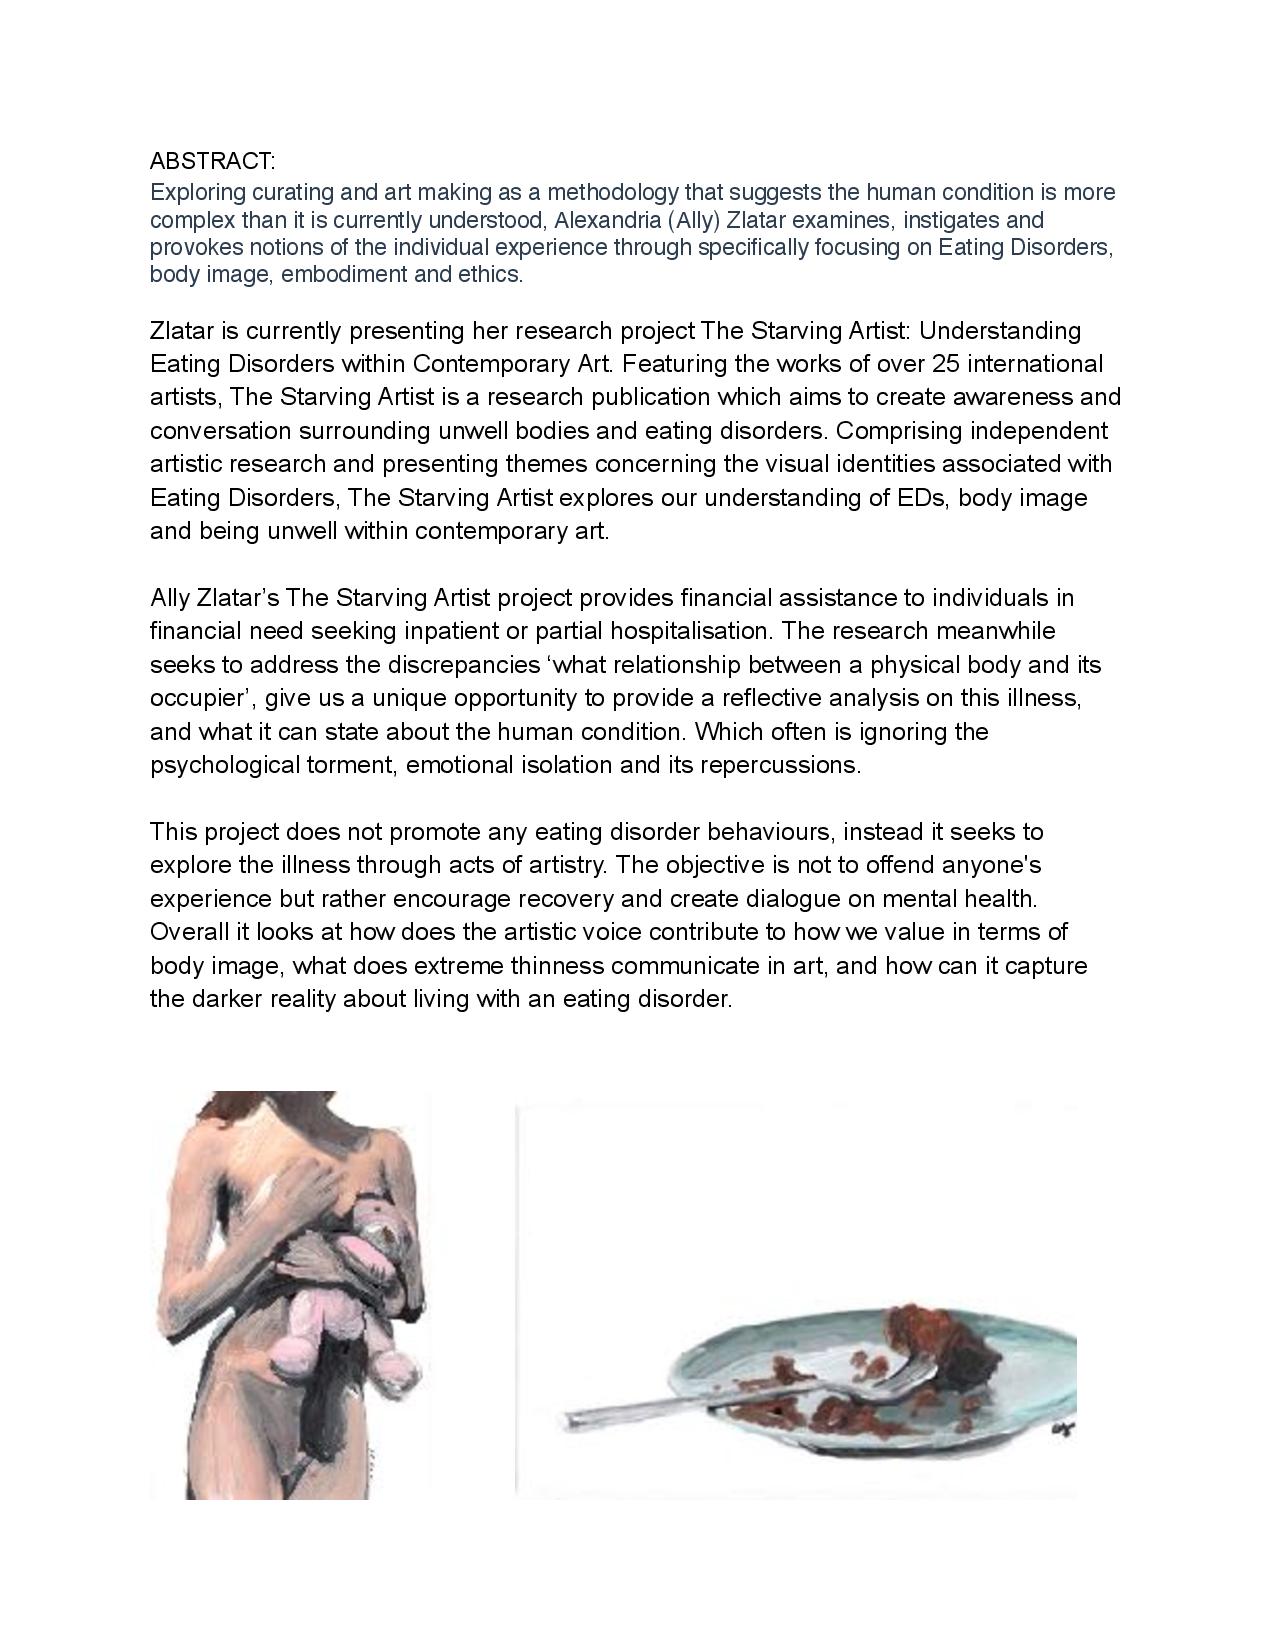 ABSTRACT:
Exploring curating and art making as a methodology that suggests the human condition is more
complex than it is currently understood, Alexandria (Ally) Zlatar examines, instigates and
provokes notions of the individual experience through specifically focusing on Eating Disorders,
body image, embodiment and ethics.
Zlatar is currently presenting her research project The Starving Artist: Understanding
Eating Disorders within Contemporary Art. Featuring the works of over 25 international
artists, The Starving Artist is a research publication which aims to create awareness and
conversation surrounding unwell bodies and eating disorders. Comprising independent
artistic research and presenting themes concerning the visual identities associated with
Eating Disorders, The Starving Artist explores our understanding of EDs, body image
and being unwell within contemporary art.
Ally Zlatar’s The Starving Artist project provides financial assistance to individuals in
financial need seeking inpatient or partial hospitalisation. The research meanwhile
seeks to address the discrepancies ‘what relationship between a physical body and its
occupier’, give us a unique opportunity to provide a reflective analysis on this illness,
and what it can state about the human condition. Which often is ignoring the
psychological torment, emotional isolation and its repercussions.
This project does not promote any eating disorder behaviours, instead it seeks to
explore the illness through acts of artistry. The objective is not to offend anyone's
experience but rather encourage recovery and create dialogue on mental health.
Overall it looks at how does the artistic voice contribute to how we value in terms of
body image, what does extreme thinness communicate in art, and how can it capture
the darker reality about living with an eating disorder.